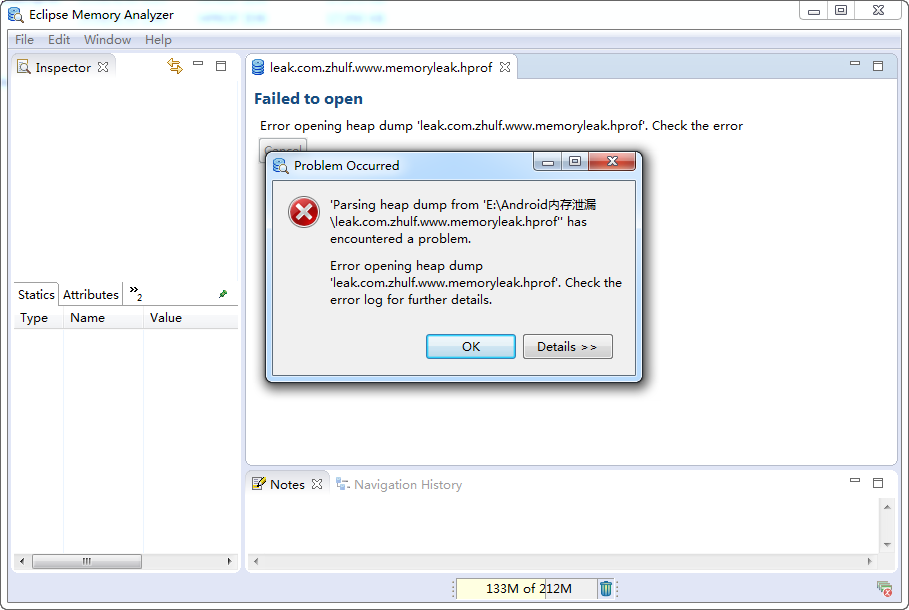 Eclipse Memory Analyzer
File Edit Window Help
Inspector
leak.com.zhulf.www.memoryleak.hprof
Failed to open
Error opening heap dump 'leak.com.zhulf.www.memoryleak.hprof'. Check the error
Cancel
Problem Occurred
'Parsing heap dump from 'E:\Android内存泄漏
\leak.com.zhulf.www.memoryleak.hprof'' has
encountered a problem.
Error opening heap dump
'leak.com.zhulf.www.memoryleak.hprof'. Check the
error log for further details.
OK
Details >>
Statics Attributes »2
Type Name Value
Notes Navigation History
133M of 212M